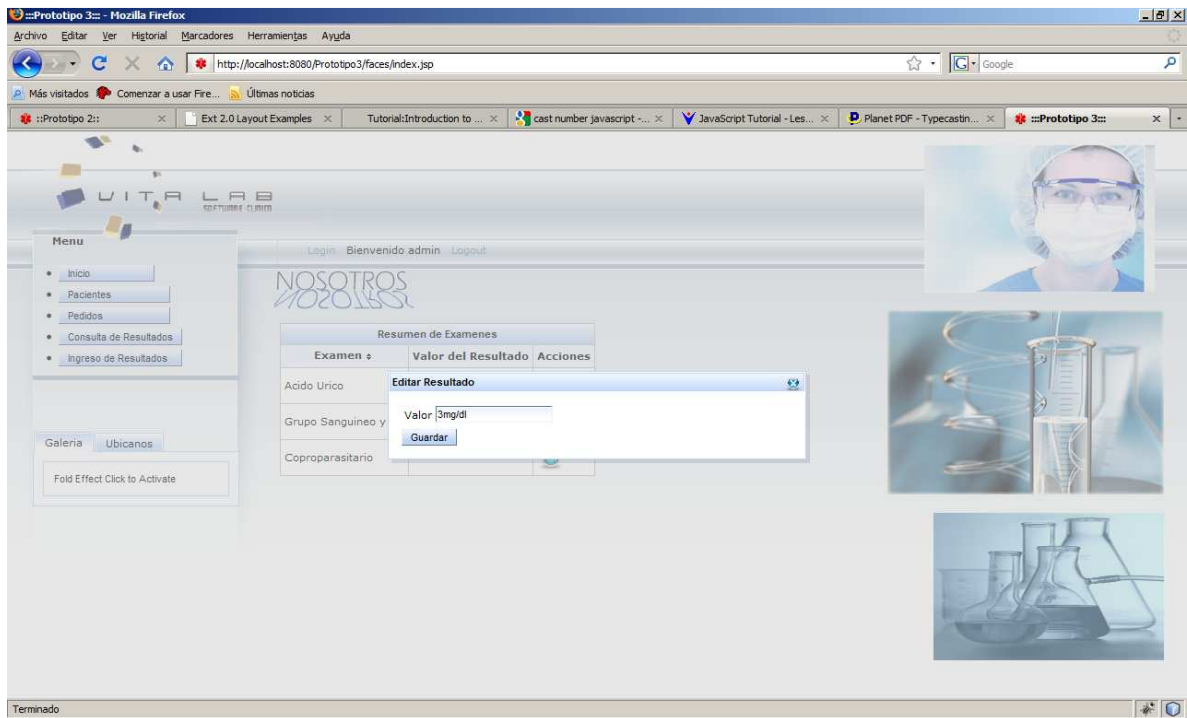 :::Prototipo 3::: - Mozilla Firefox
Archivo Editar Ver Historial Marcadores Herramientas Ayuda
http://localhost:8080/Prototipo3/faces/index.jsp
Google
Más visitados Comenzar a usar Fire... Últimas noticias
::Prototipo 2:: Ext 2.0 Layout Examples Tutorial:Introduction to ... cast number javascript -... JavaScript Tutorial - Les... Planet PDF - Typecastin... :::Prototipo 3:::
VITA LAB
SOFTWARE CLINICO
Menu
Login Bienvenido admin Logout
Inicio
Pacientes
Pedidos
Consulta de Resultados
Ingreso de Resultados
NOSOTROS
Resumen de Examenes
Examen Valor del Resultado Acciones
Acido Urico
Grupo Sanguineo y
Coproparasitario
Editar Resultado
Valor 3mg/dl
Guardar
Galeria Ubicanos
Fold Effect Click to Activate
Terminado